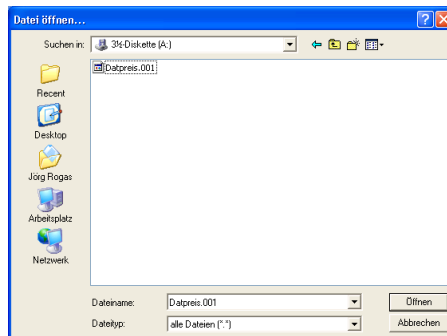 Datei öffnen...
Suchen in: 3½-Diskette (A:)
Datpreis.001
Recent
Desktop
Jörg Rogas
Arbeitsplatz
Netzwerk
Dateiname: Datpreis.001 Öffnen
Dateityp: alle Dateien (*.*) Abbrechen